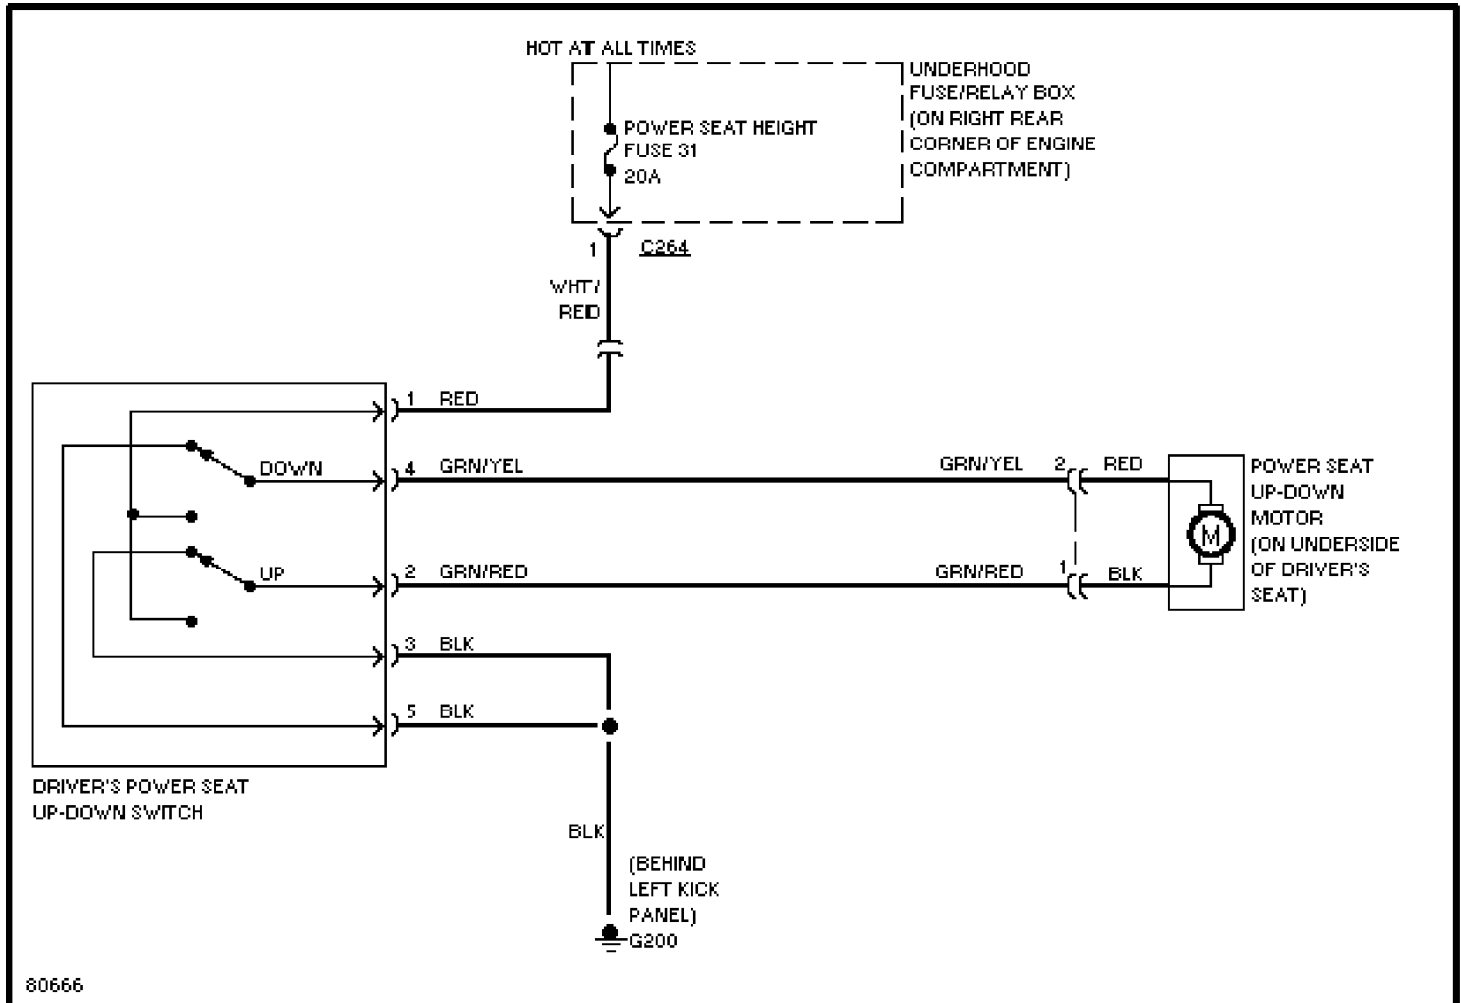 HOT AT ALL TIMES
UNDERHOOD
FUSE/RELAY BOX
(ON RIGHT REAR
CORNER OF ENGINE
COMPARTMENT)
POWER SEAT HEIGHT
FUSE 31
20A
1
C264
WHT/
RED
1 RED
DOWN
4 GRN/YEL
GRN/YEL 2 RED
UP
2 GRN/RED
GRN/RED 1 BLK
M
POWER SEAT
UP-DOWN
MOTOR
(ON UNDERSIDE
OF DRIVER'S
SEAT)
3 BLK
5 BLK
DRIVER'S POWER SEAT
UP-DOWN SWITCH
BLK
(BEHIND
LEFT KICK
PANEL)
G200
80666